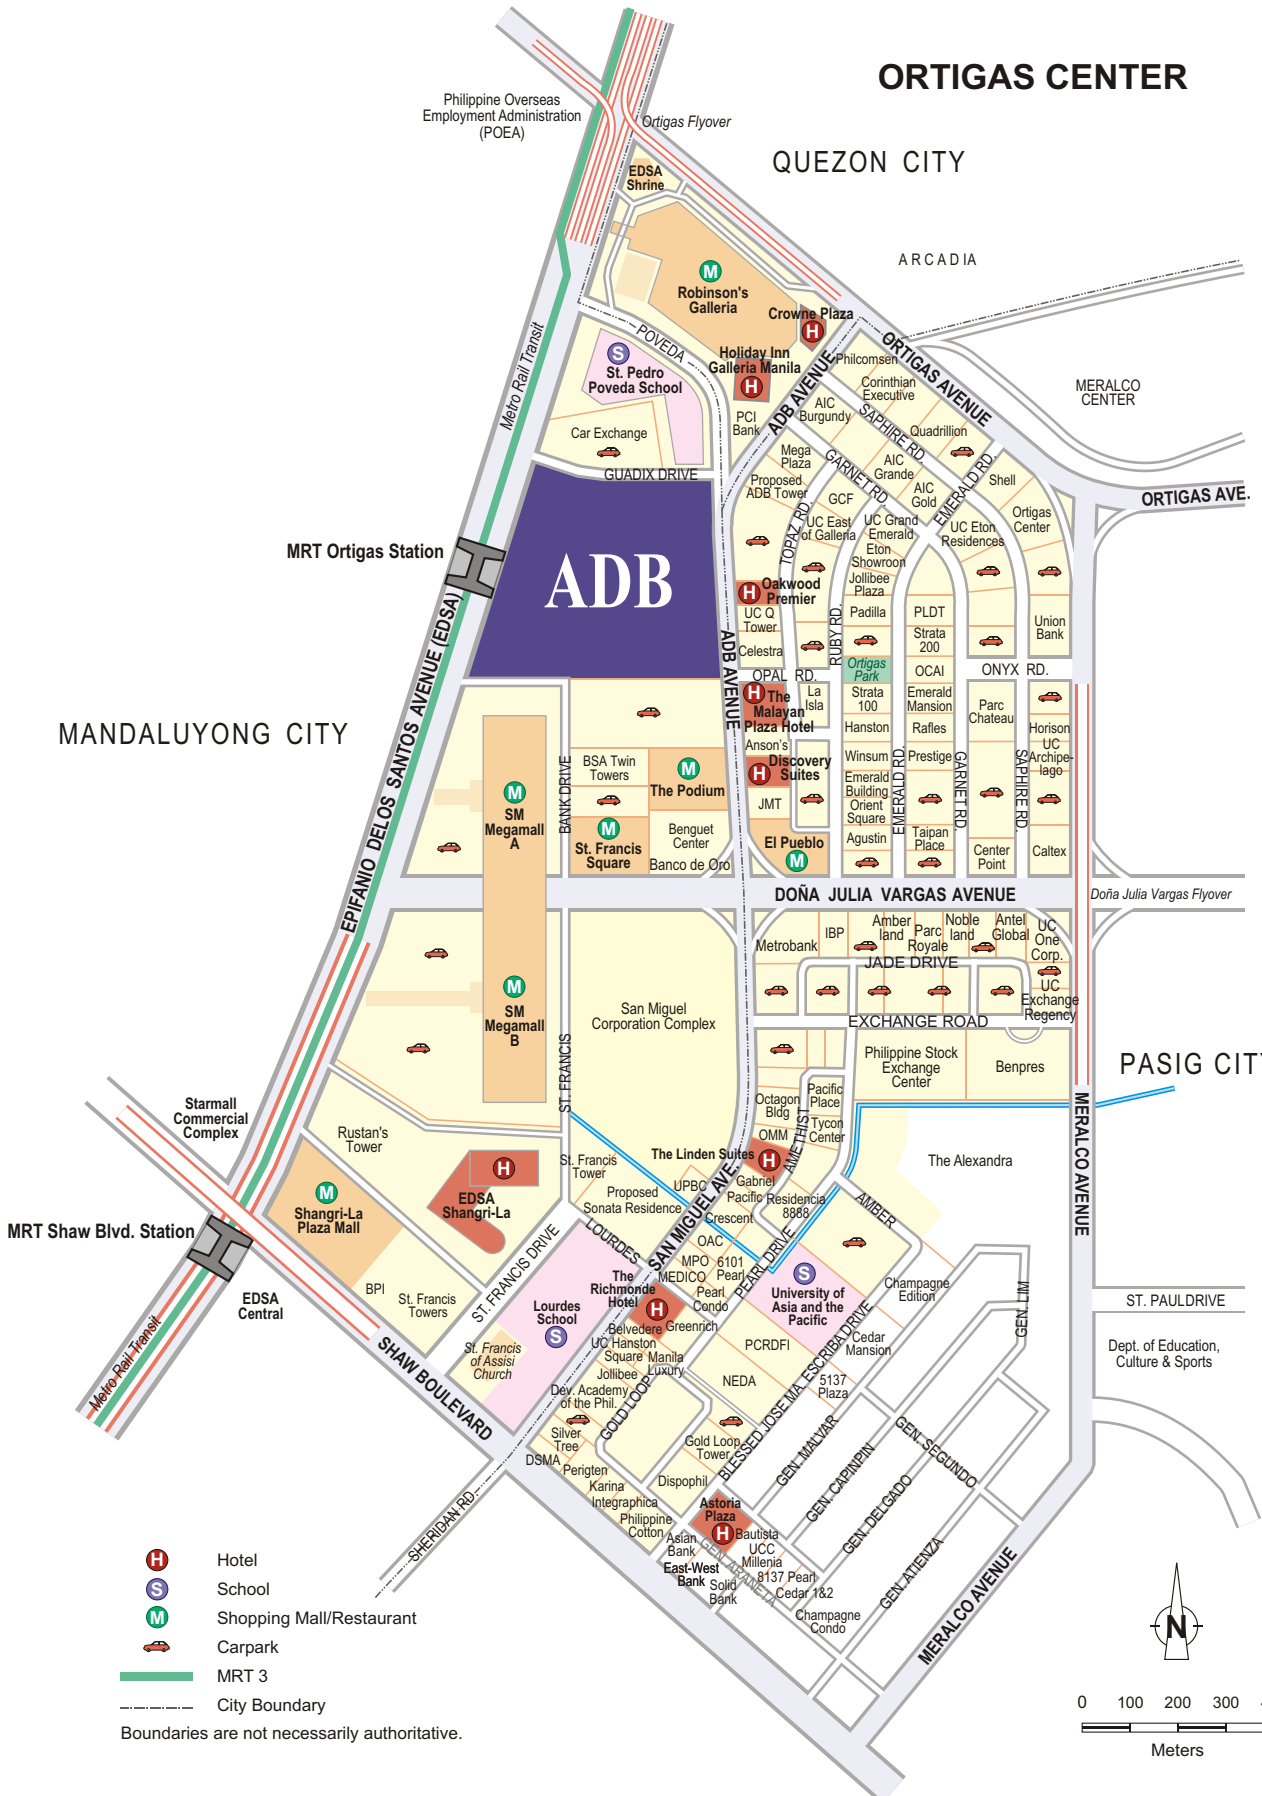 ORTIGAS CENTER
Philippine Overseas
Employment Administration
(POEA)
Ortigas Flyover
QUEZON CITY
EDSA
Shrine
ARCADIA
M
Robinson's
Galleria
Crowne Plaza
H
Metro Rail Transit
POVEDA
S
St. Pedro
Poveda School
Holiday Inn
Galleria Manila
H
ADB AVENUE
Philcomsen
ORTIGAS AVENUE
Corinthian
Executive
MERALCO
CENTER
PCI
Bank
AIC
Burgundy
SAPHIRE RD.
Quadrillion
Car Exchange
GUADIX DRIVE
Mega
Plaza
GARNET RD.
AIC
Grande
EMERALD RD.
Shell
ORTIGAS AVE.
Proposed
ADB Tower
TOPAZ RD.
GCF
AIC
Gold
Ortigas
Center
UC East
of Galleria
UC Grand
Emerald
UC Eton
Residences
MRT Ortigas Station
ADB
Eton
Showroon
Jollibee
Plaza
H
Oakwood
Premier
UC Q
Tower
RUBY RD.
Padilla
PLDT
Union
Bank
Strata
200
Celestra
ADB AVENUE
OPAL RD.
Ortigas
Park
OCAI
ONYX RD.
EPIFANIO DELOS SANTOS AVENUE (EDSA)
H
The
Malayan
Plaza Hotel
La
Isla
Strata
100
Emerald
Mansion
Parc
Chateau
MANDALUYONG CITY
Hanston
Rafles
Horison
Anson's
BANK DRIVE
BSA Twin
Towers
M
The Podium
H
Discovery
Suites
Winsum
EMERALD RD.
Prestige
GARNET RD.
SAPHIRE RD.
UC
Archipe-
lago
M
SM
Megamall
A
JMT
Emerald
Building
Orient
Square
M
St. Francis
Square
Benguet
Center
Banco de Oro
El Pueblo
M
Agustin
Taipan
Place
Center
Point
Caltex
DOÑA JULIA VARGAS AVENUE
Doña Julia Vargas Flyover
Metrobank
IBP
Amber
land
Parc
Royale
Noble
land
Antel
Global
UC
One
Corp.
JADE DRIVE
M
SM
Megamall
B
San Miguel
Corporation Complex
UC
Exchange
Regency
EXCHANGE ROAD
ST. FRANCIS
Philippine Stock
Exchange
Center
Benpres
PASIG CITY
Octagon
Bldg
Pacific
Place
Tycon
Center
AMETHIST
MERALCO AVENUE
Starmall
Commercial
Complex
Rustan's
Tower
OMM
The Linden Suites
H
The Alexandra
H
EDSA
Shangri-La
St. Francis
Tower
UPBC
Gabriel
Pacific
Residencia
8888
Proposed
Sonata Residence
SAN MIGUEL AVE.
AMBER
M
Shangri-La
Plaza Mall
MRT Shaw Blvd. Station
Crescent
LOURDES
OAC
MPO
MEDICO
6101
Pearl
PEARL DRIVE
ST. FRANCIS DRIVE
Pearl
Condo
S
University of
Asia and the
Pacific
Champagne
Edition
GEN. LIM
EDSA
Central
BPI
St. Francis
Towers
Lourdes
School
S
The
Richmonde
Hotel
H
Greenrich
ST. PAULDRIVE
Metro Rail Transit
SHAW BOULEVARD
St. Francis
of Assisi
Church
Belvedere
UC Hanston
Square
Manila
Luxury
PCRDFI
BLESSED JOSE MA. ESCRIBA DRIVE
Cedar
Mansion
Dept. of Education,
Culture & Sports
Jollibee
Dev. Academy
of the Phil.
GOLD LOOP
NEDA
5137
Plaza
Silver
Tree
Gold Loop
Tower
GEN. MALVAR
GEN. SEGUNDO
DSMA
Perigten
Karina
Integraphica
Philippine
Cotton
Dispophil
GEN. CAPINPIN
GEN. DELGADO
GEN. ATIENZA
SHERIDAN RD.
Astoria
Plaza
H
Asian
Bank
Bautista
UCC
Millenia
GEN. ARANETA
East-West
Bank
Solid
Bank
8137 Pearl
Cedar 1&2
Champagne
Condo
MERALCO AVENUE
H Hotel
S School
M Shopping Mall/Restaurant
Carpark
MRT 3
City Boundary
Boundaries are not necessarily authoritative.
N
0 100 200 300
Meters